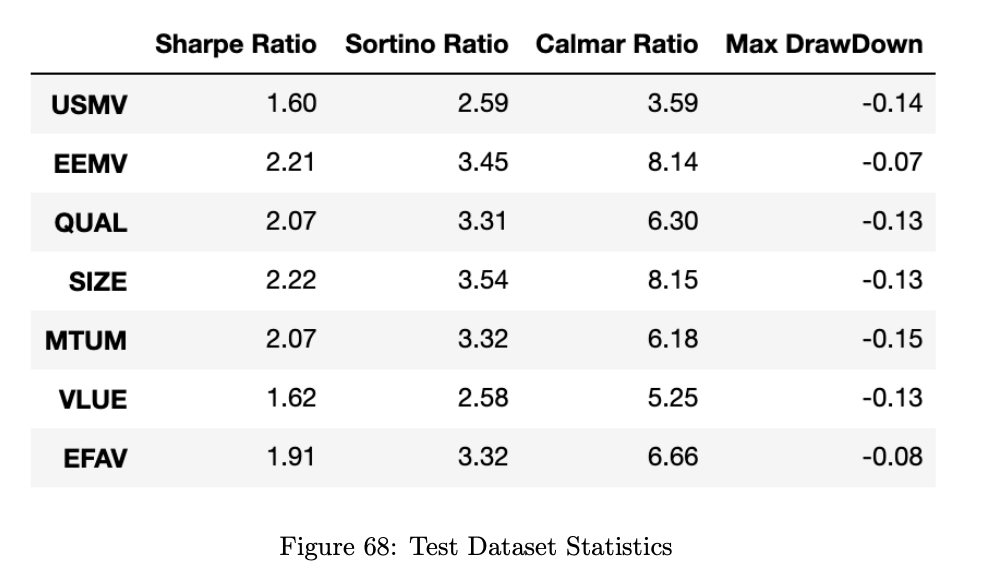 Sharpe Ratio Sortino Ratio Calmar Ratio Max DrawDown
USMV 1.60 2.59 3.59 -0.14
EEMV 2.21 3.45 8.14 -0.07
QUAL 2.07 3.31 6.30 -0.13
SIZE 2.22 3.54 8.15 -0.13
MTUM 2.07 3.32 6.18 -0.15
VLUE 1.62 2.58 5.25 -0.13
EFAV 1.91 3.32 6.66 -0.08
Figure 68: Test Dataset Statistics